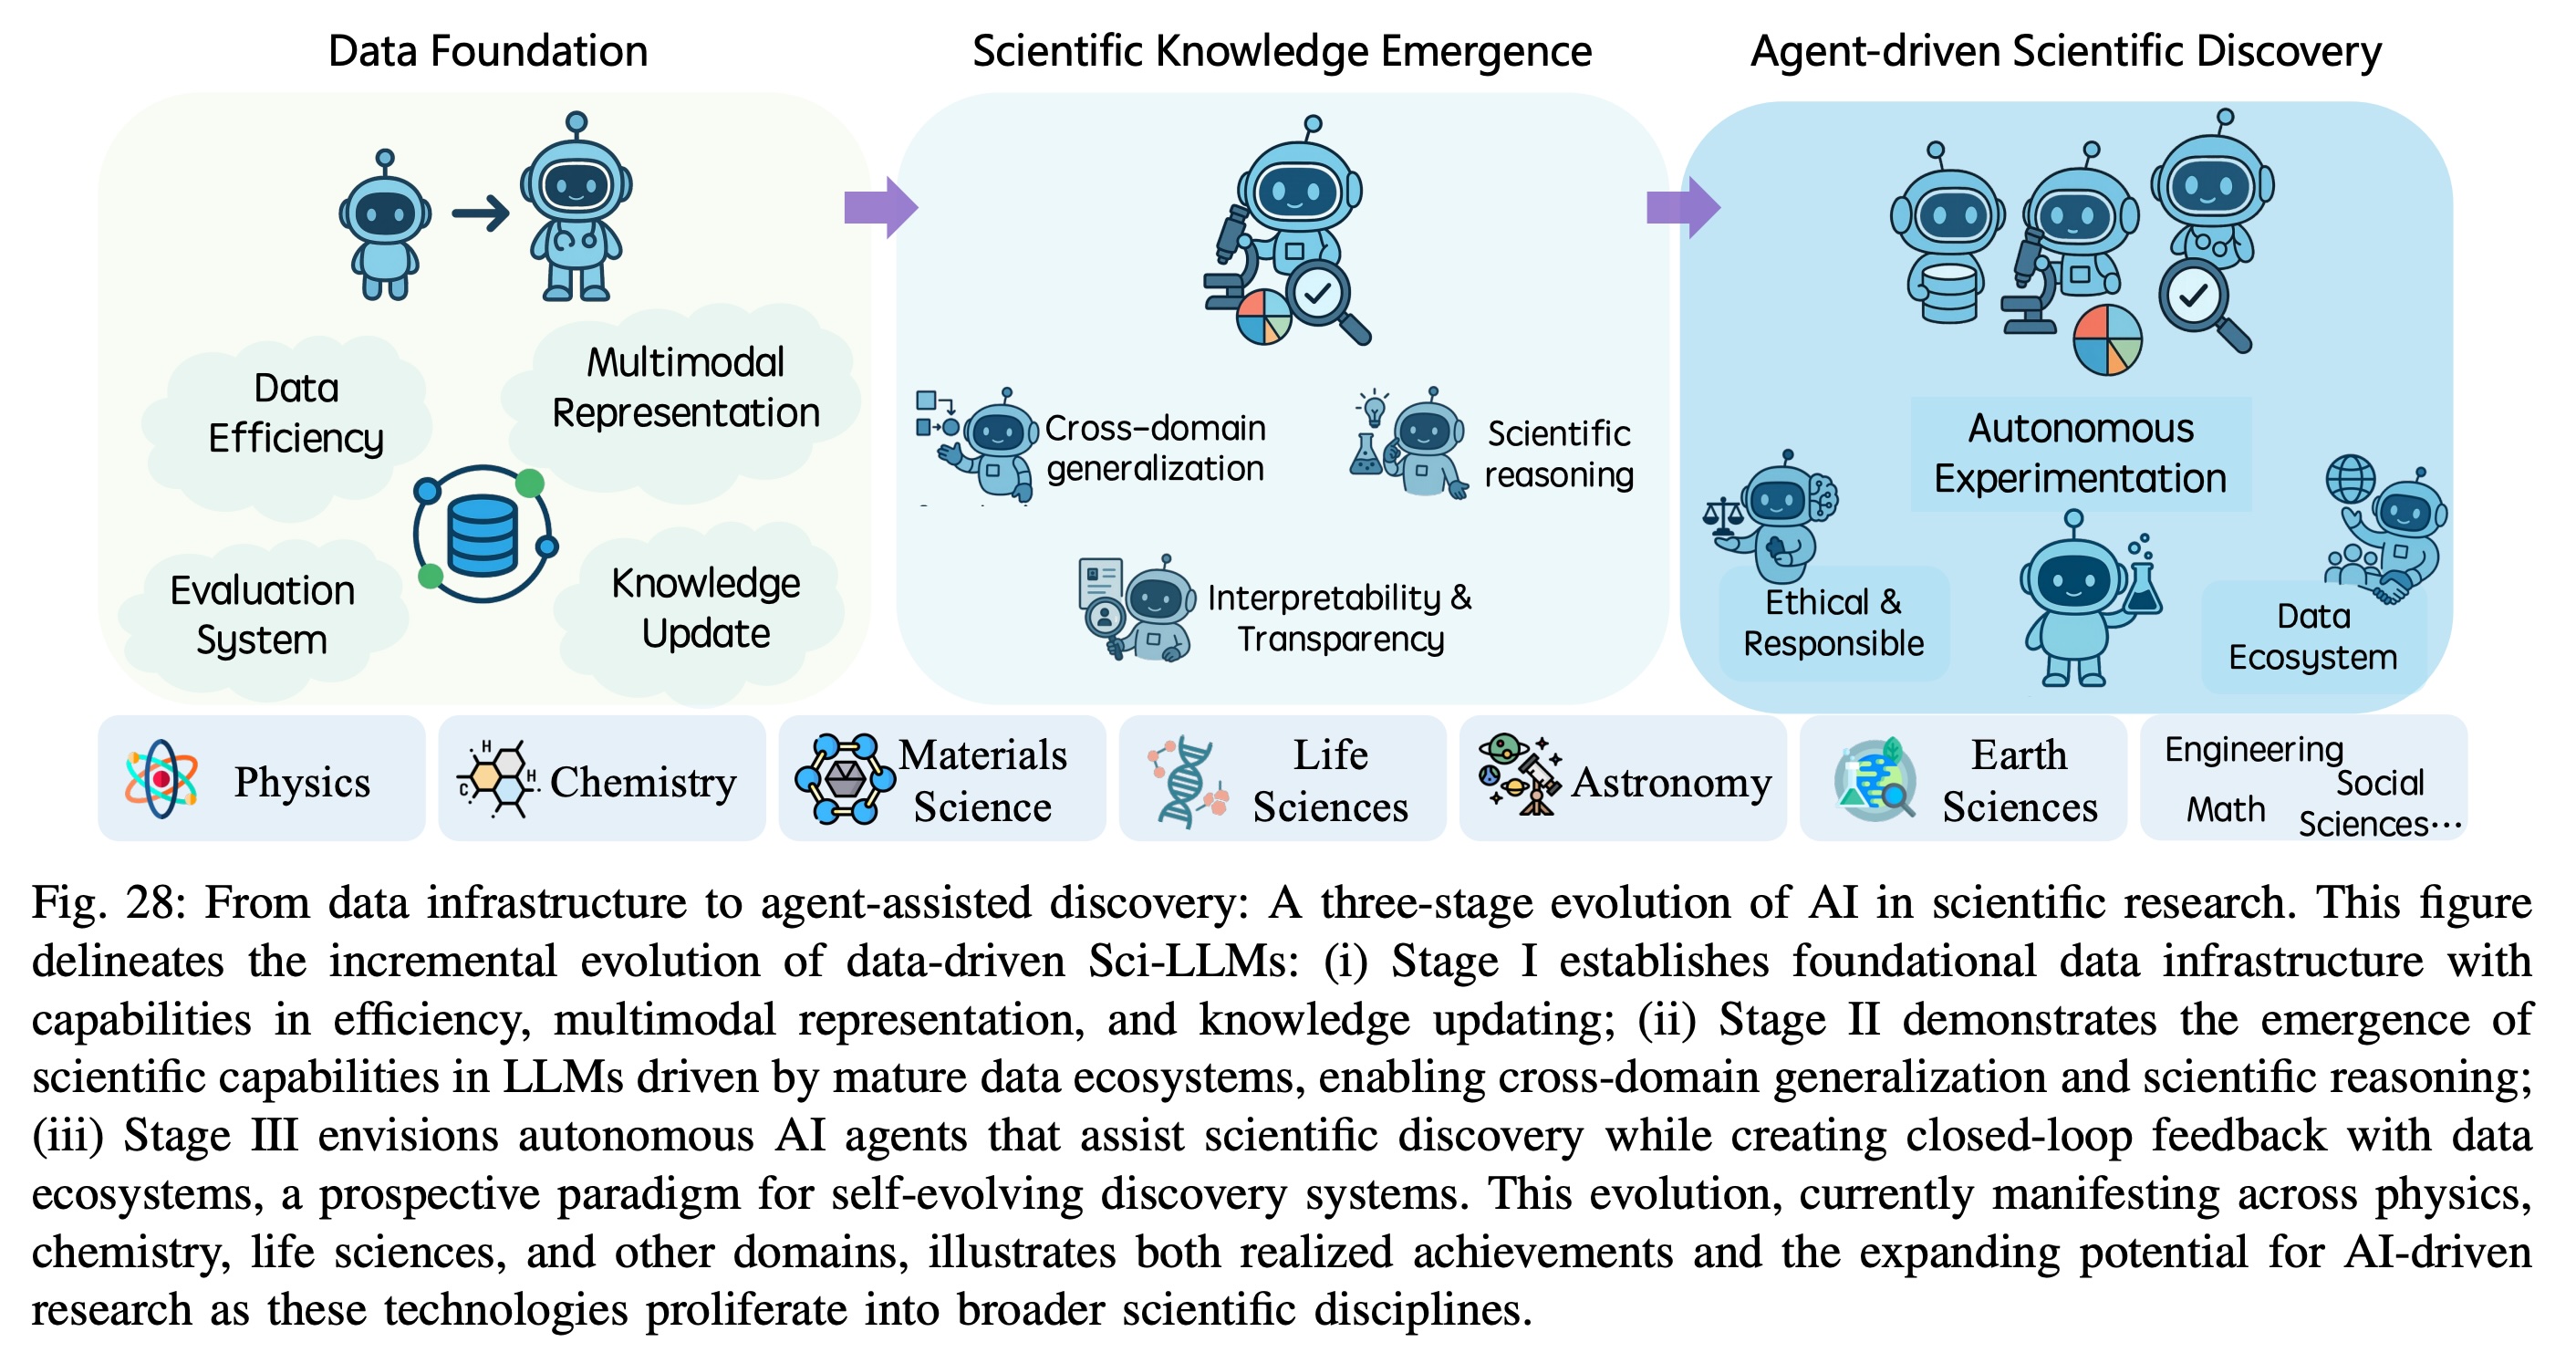 Data Foundation
Scientific Knowledge Emergence
Agent-driven Scientific Discovery
Data
Efficiency
Multimodal
Representation
Evaluation
System
Knowledge
Update
Cross-domain
generalization
Scientific
reasoning
Interpretability &
Transparency
Autonomous
Experimentation
Ethical &
Responsible
Data
Ecosystem
Physics
H
H
C
Chemistry
Materials
Science
Life
Sciences
Astronomy
Earth
Sciences
Engineering
Social
Math
Sciences···
Fig. 28: From data infrastructure to agent-assisted discovery: A three-stage evolution of AI in scientific research. This figure
delineates the incremental evolution of data-driven Sci-LLMs: (i) Stage I establishes foundational data infrastructure with
capabilities in efficiency, multimodal representation, and knowledge updating; (ii) Stage II demonstrates the emergence of
scientific capabilities in LLMs driven by mature data ecosystems, enabling cross-domain generalization and scientific reasoning;
(iii) Stage III envisions autonomous AI agents that assist scientific discovery while creating closed-loop feedback with data
ecosystems, a prospective paradigm for self-evolving discovery systems. This evolution, currently manifesting across physics,
chemistry, life sciences, and other domains, illustrates both realized achievements and the expanding potential for AI-driven
research as these technologies proliferate into broader scientific disciplines.